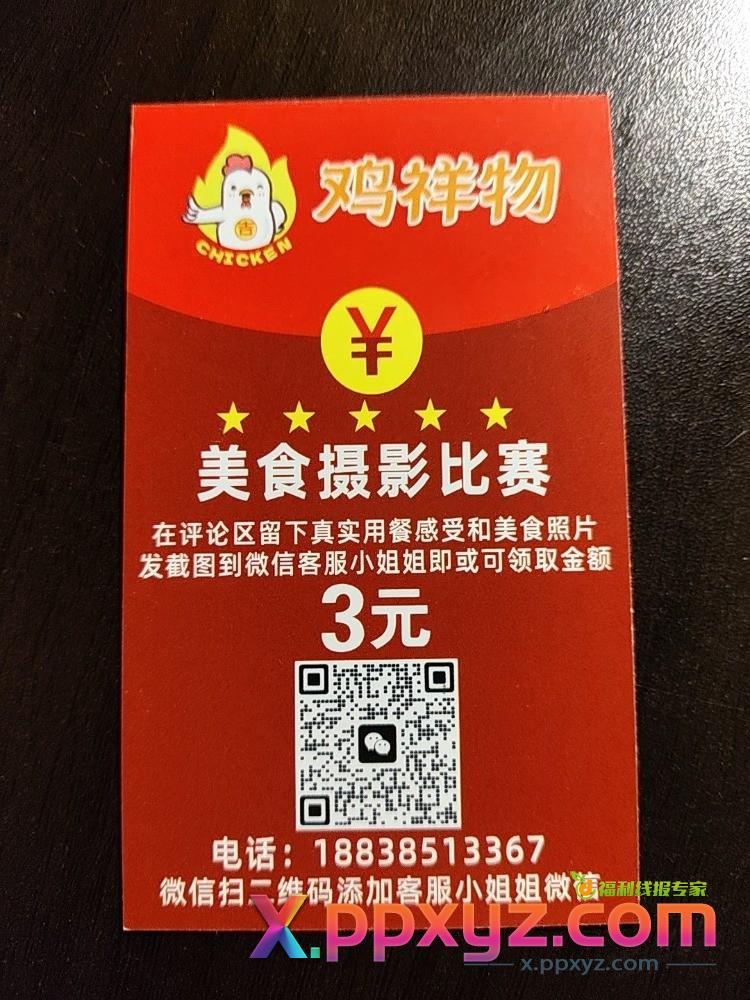 鸡祥物
吉
CHICKEN
¥
美食摄影比赛
在评论区留下真实用餐感受和美食照片
发截图到微信客服小姐姐即或可领取金额
3元
电话：18838513367
福利线报专家
微信扫二维码添加客服小姐姐微信
X.ppxyz.com
x.ppxyz.com